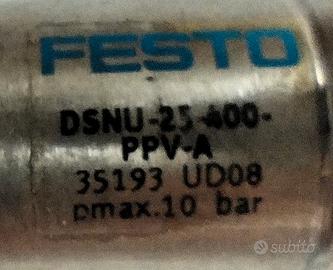 FESTO
DSNU-25-400-
PPV-A
35193 UD08
pmax.10 bar
subito